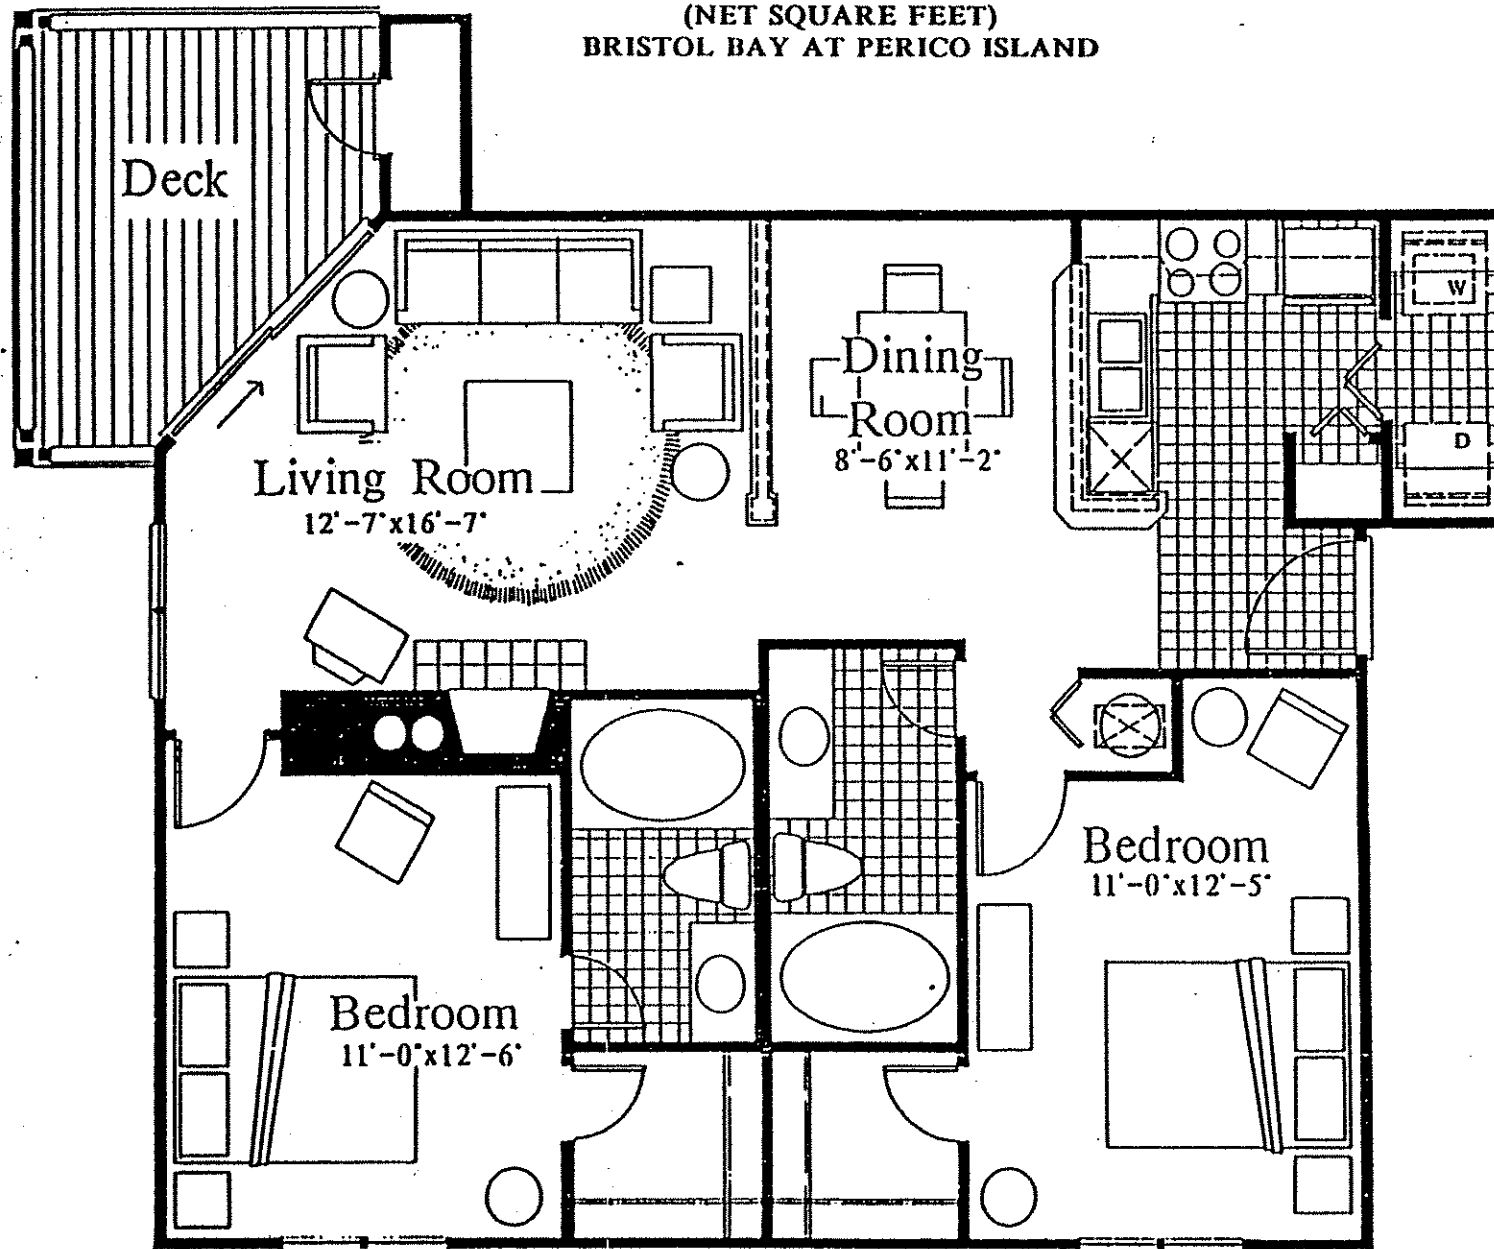 (NET SQUARE FEET)
BRISTOL BAY AT PERICO ISLAND
Deck
W
Dining
Room
8'-6"x11'-2"
D
Living Room
12'-7"x16'-7"
Bedroom
11'-0"x12'-5"
Bedroom
11'-0"x12'-6"